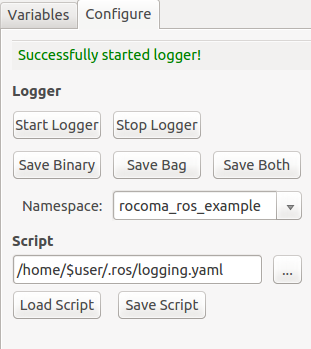 Variables Configure
Successfully started logger!
Logger
Start Logger Stop Logger
Save Binary Save Bag Save Both
Namespace: rocoma_ros_example
Script
/home/$user/.ros/logging.yaml ...
Load Script Save Script